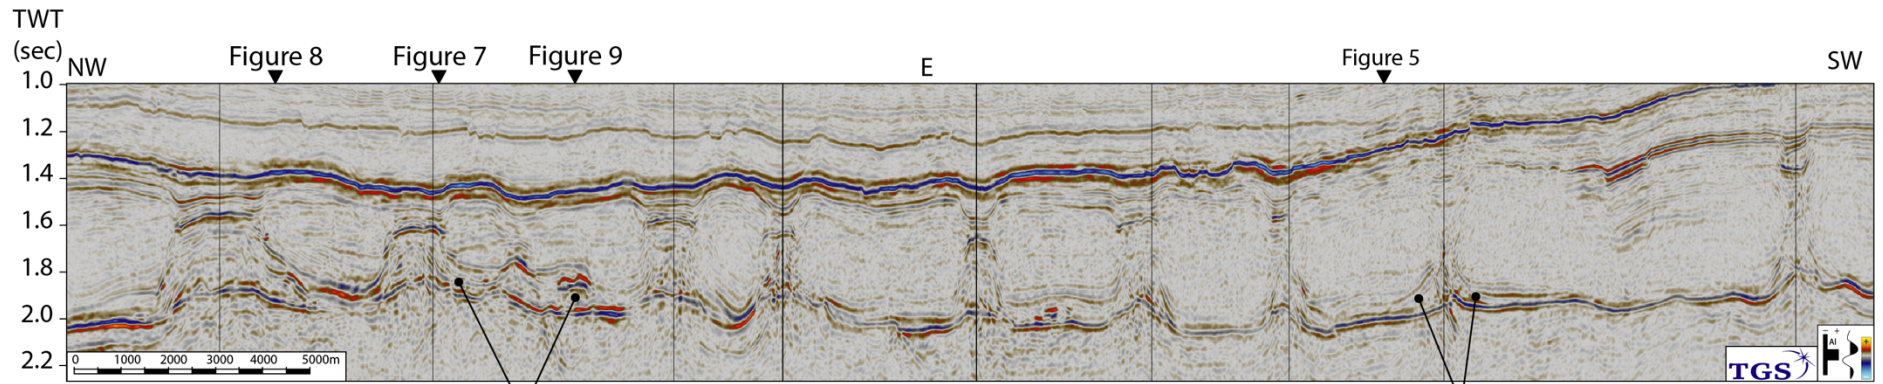 TWT
(sec)
NW
Figure 8
Figure 7
Figure 9
E
Figure 5
SW
1.0
1.2
1.4
1.6
1.8
2.0
2.2
0 1000 2000 3000 4000 5000m
TGS
- +
AI
+
-